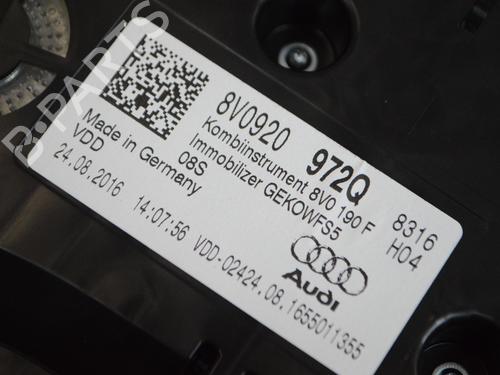 B-PARTS
8V0920 972Q
Kombiinstrument 8V0 190 F 8316
Immobilizer GEKOWFS5 H04
08S
Made in Germany
VDD
24.08.2016 14:07:56 VDD-02424.08.1655011355
Audi